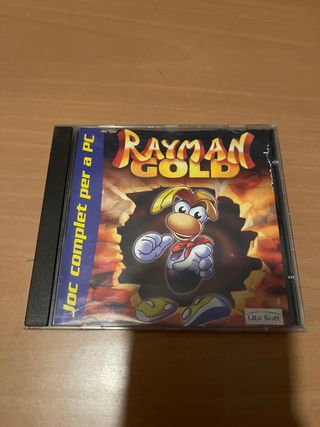 Joc complet per a PC
RAYMAN
GOLD
Ubi Soft